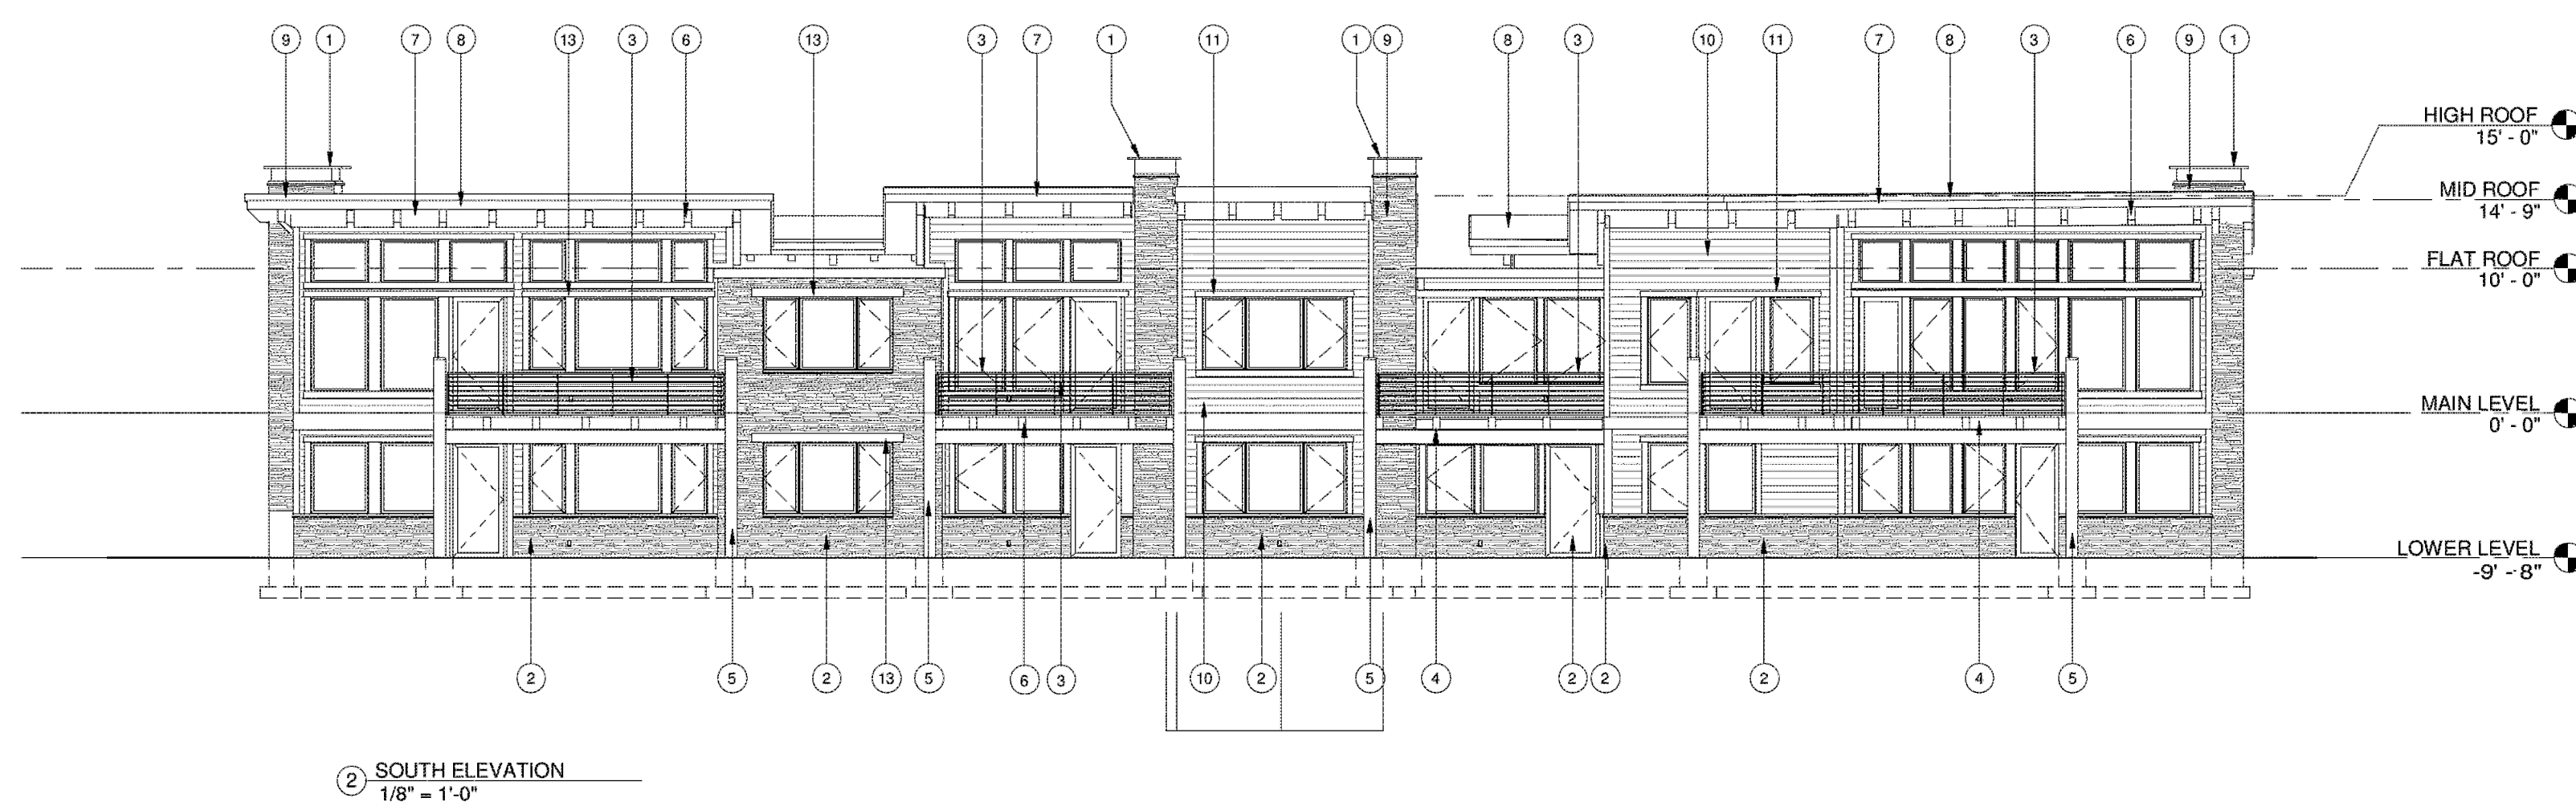 9 1 7 8 13 3 6 13 3 7 1 11 1 9 8 3 10 11 7 8 3 6 9 1
HIGH ROOF
15' - 0"
MID ROOF
14' - 9"
FLAT ROOF
10' - 0"
MAIN LEVEL
0' - 0"
LOWER LEVEL
-9' - 8"
2 5 2 13 5 6 3 10 2 5 4 2 2 2 4 5
2 SOUTH ELEVATION
1/8" = 1'-0"